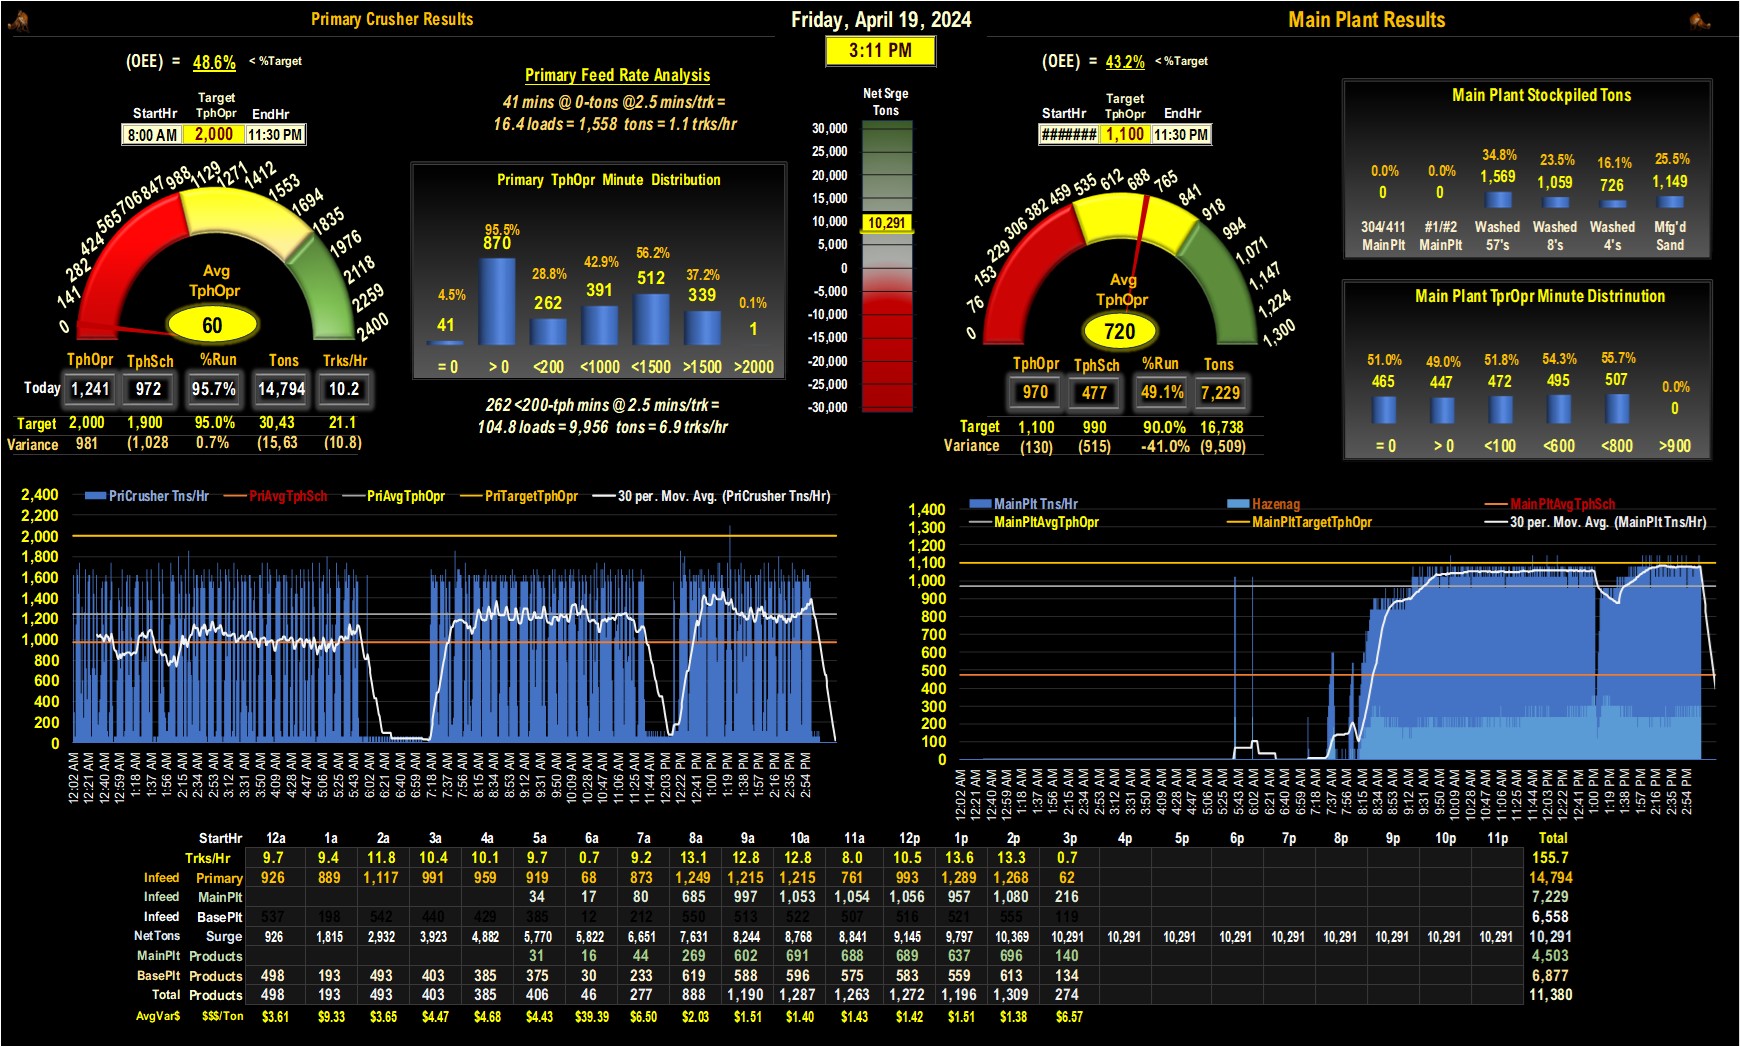 Primary Crusher Results
Friday, April 19, 2024
Main Plant Results
3:11 PM
(OEE) = 48.6% < %Target
StartHr Target TphOpr EndHr
8:00 AM 2,000 11:30 PM
0 141 282 424 565 706 847 988 1129 1271 1412 1553 1694 1835 1976 2118 2259 2400
Avg
TphOpr
60
TphOpr TphSch %Run Tons Trks/Hr
Today 1,241 972 95.7% 14,794 10.2
Target 2,000 1,900 95.0% 30,43 21.1
Variance 981 (1,028 0.7% (15,63 (10.8)
Primary Feed Rate Analysis
41 mins @ 0-tons @2.5 mins/trk =
16.4 loads = 1,558 tons = 1.1 trks/hr
Primary TphOpr Minute Distribution
4.5% 95.5% 28.8% 42.9% 56.2% 37.2% 0.1%
41 870 262 391 512 339 1
= 0 > 0 <200 <1000 <1500 >1500 >2000
262 <200-tph mins @ 2.5 mins/trk =
104.8 loads = 9,956 tons = 6.9 trks/hr
Net Srge
Tons
30,000
25,000
20,000
15,000
10,000
10,291
5,000
0
-5,000
-10,000
-15,000
-20,000
-25,000
-30,000
(OEE) = 43.2% < %Target
StartHr Target TphOpr EndHr
####### 1,100 11:30 PM
0 76 153 229 306 382 459 535 612 688 765 841 918 994 1,071 1,147 1,224 1,300
Avg
TphOpr
720
TphOpr TphSch %Run Tons
970 477 49.1% 7,229
Target 1,100 990 90.0% 16,738
Variance (130) (515) -41.0% (9,509)
Main Plant Stockpiled Tons
0.0% 0.0% 34.8% 23.5% 16.1% 25.5%
0 0 1,569 1,059 726 1,149
304/411 #1/#2 Washed Washed Washed Mfg'd
MainPlt MainPlt 57's 8's 4's Sand
Main Plant TprOpr Minute Distrinution
51.0% 49.0% 51.8% 54.3% 55.7% 0.0%
465 447 472 495 507 0
= 0 > 0 <100 <600 <800 >900
PriCrusher Tns/Hr PriAvgTphSch PriAvgTphOpr PriTargetTphOpr 30 per. Mov. Avg. (PriCrusher Tns/Hr)
2,400
2,200
2,000
1,800
1,600
1,400
1,200
1,000
800
600
400
200
0
12:02 AM 12:21 AM 12:40 AM 12:59 AM 1:18 AM 1:37 AM 1:56 AM 2:15 AM 2:34 AM 2:53 AM 3:12 AM 3:31 AM 3:50 AM 4:09 AM 4:28 AM 4:47 AM 5:06 AM 5:25 AM 5:43 AM 6:02 AM 6:21 AM 6:40 AM 6:59 AM 7:18 AM 7:37 AM 7:56 AM 8:15 AM 8:34 AM 8:53 AM 9:12 AM 9:31 AM 9:50 AM 10:09 AM 10:28 AM 10:47 AM 11:06 AM 11:25 AM 11:44 AM 12:03 PM 12:22 PM 12:41 PM 1:00 PM 1:19 PM 1:38 PM 1:57 PM 2:16 PM 2:35 PM 2:54 PM
MainPlt Tns/Hr Hazenag MainPltAvgTphSch
MainPltAvgTphOpr MainPltTargetTphOpr 30 per. Mov. Avg. (MainPlt Tns/Hr)
1,400
1,300
1,200
1,100
1,000
900
800
700
600
500
400
300
200
100
0
12:02 AM 12:21 AM 12:40 AM 12:59 AM 1:18 AM 1:37 AM 1:56 AM 2:15 AM 2:34 AM 2:53 AM 3:12 AM 3:31 AM 3:50 AM 4:09 AM 4:28 AM 4:47 AM 5:06 AM 5:25 AM 5:43 AM 6:02 AM 6:21 AM 6:40 AM 6:59 AM 7:18 AM 7:37 AM 7:56 AM 8:15 AM 8:34 AM 8:53 AM 9:12 AM 9:31 AM 9:50 AM 10:09 AM 10:28 AM 10:47 AM 11:06 AM 11:25 AM 11:44 AM 12:03 PM 12:22 PM 12:41 PM 1:00 PM 1:19 PM 1:38 PM 1:57 PM 2:16 PM 2:35 PM 2:54 PM
StartHr 12a 1a 2a 3a 4a 5a 6a 7a 8a 9a 10a 11a 12p 1p 2p 3p 4p 5p 6p 7p 8p 9p 10p 11p Total
Trks/Hr 9.7 9.4 11.8 10.4 10.1 9.7 0.7 9.2 13.1 12.8 12.8 8.0 10.5 13.6 13.3 0.7 155.7
Infeed Primary 926 889 1,117 991 959 919 68 873 1,249 1,215 1,215 761 993 1,289 1,268 62 14,794
Infeed MainPlt 34 17 80 685 997 1,053 1,054 1,056 957 1,080 216 7,229
Infeed BasePlt 537 198 542 440 429 385 12 212 550 513 522 507 516 521 555 119 6,558
NetTons Surge 926 1,815 2,932 3,923 4,882 5,770 5,822 6,651 7,631 8,244 8,768 8,841 9,145 9,797 10,369 10,291 10,291 10,291 10,291 10,291 10,291 10,291 10,291 10,291 10,291
MainPlt Products 31 16 44 269 602 691 688 689 637 696 140 4,503
BasePlt Products 498 193 493 403 385 375 30 233 619 588 596 575 583 559 613 134 6,877
Total Products 498 193 493 403 385 406 46 277 888 1,190 1,287 1,263 1,272 1,196 1,309 274 11,380
AvgVar$ $$$/Ton $3.61 $9.33 $3.65 $4.47 $4.68 $4.43 $39.39 $6.50 $2.03 $1.51 $1.40 $1.43 $1.42 $1.51 $1.38 $6.57